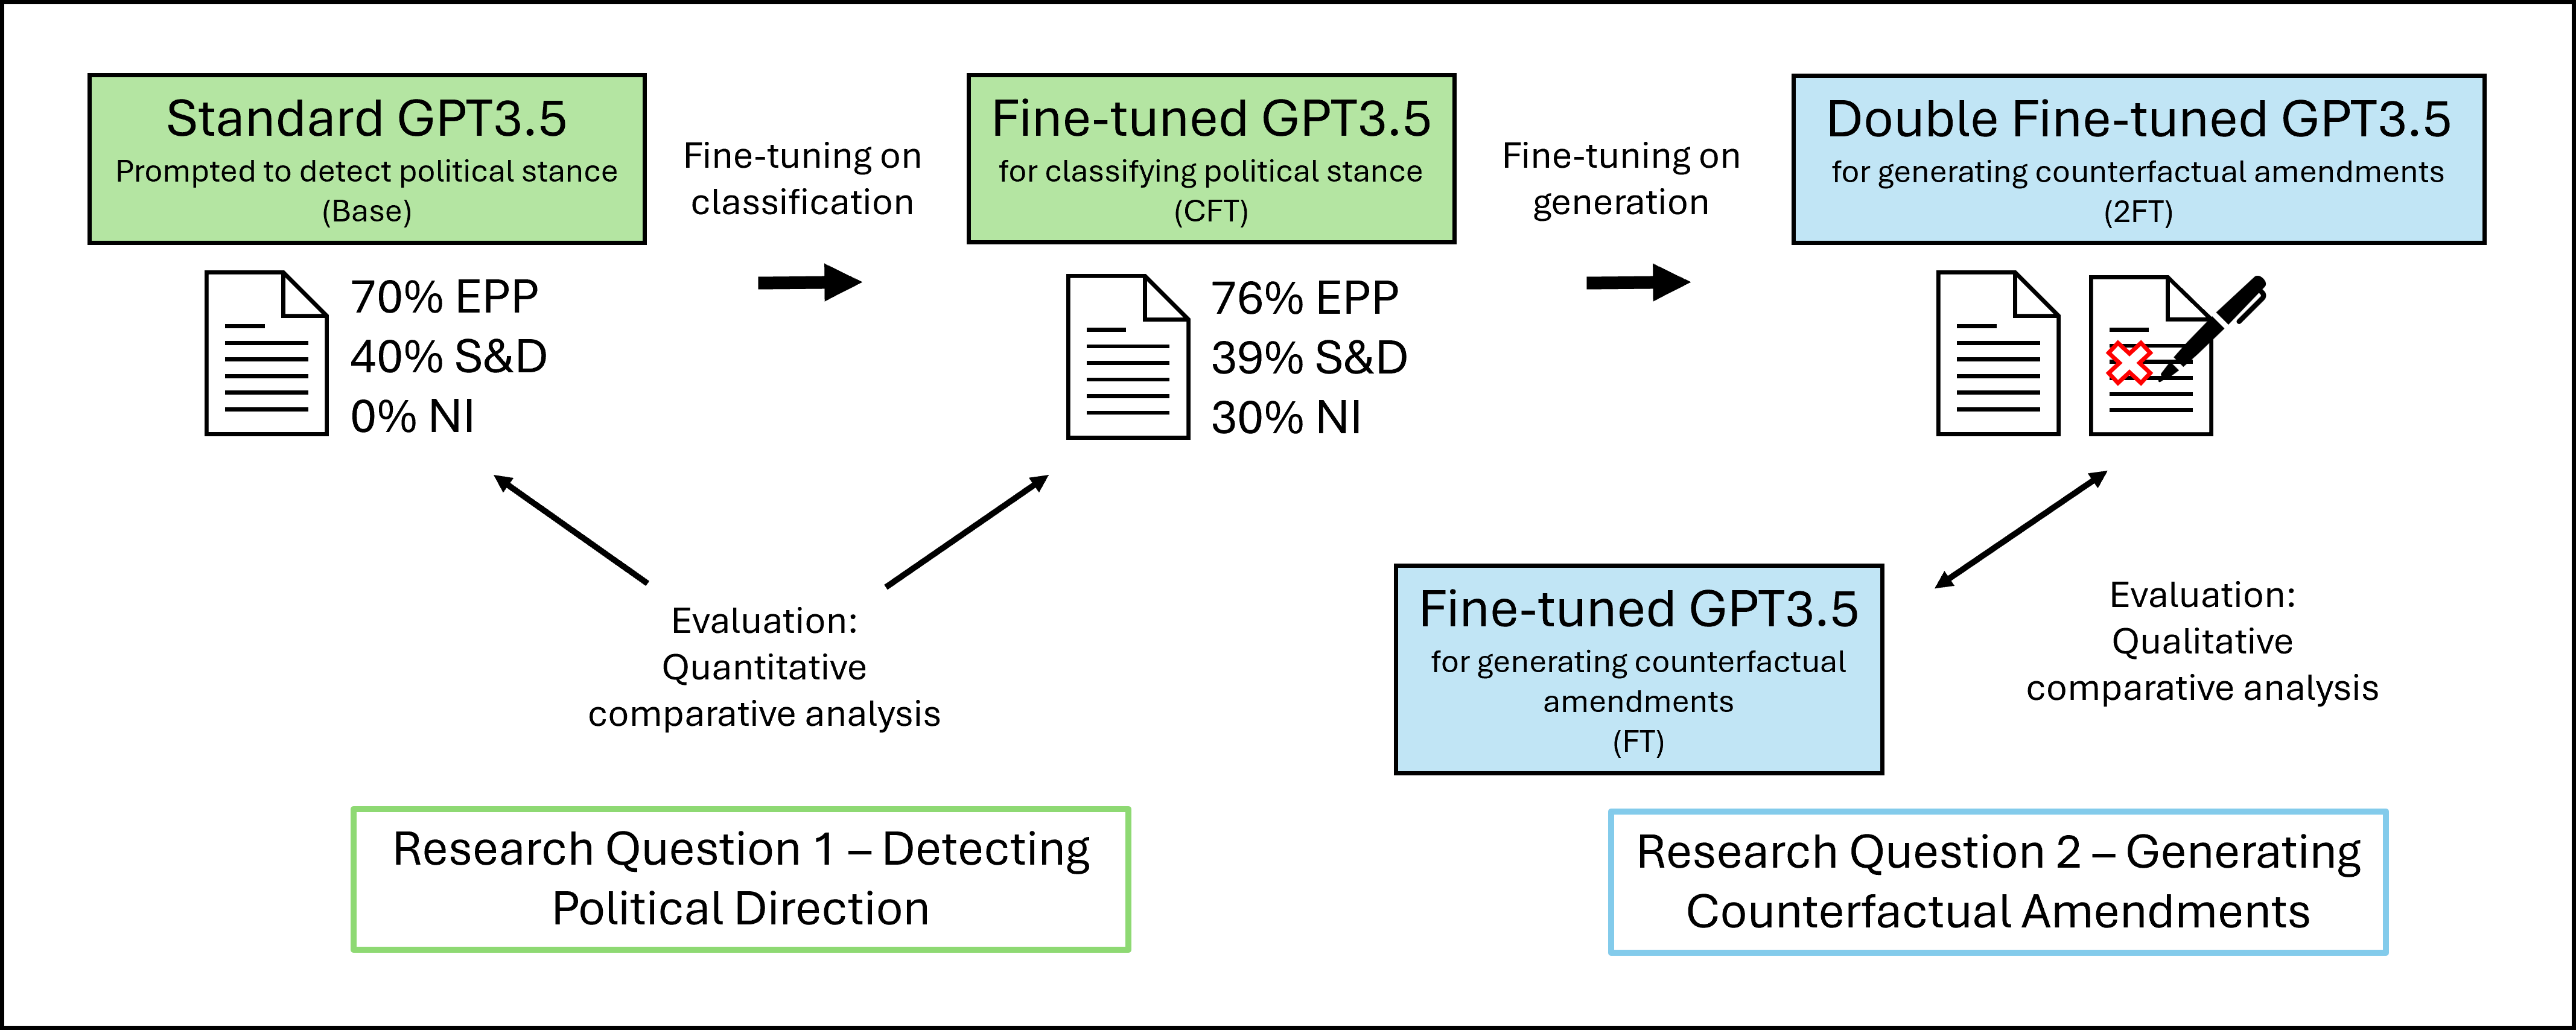 Standard GPT3.5
Prompted to detect political stance
(Base)
Fine-tuning on
classification
Fine-tuned GPT3.5
for classifying political stance
(CFT)
Fine-tuning on
generation
Double Fine-tuned GPT3.5
for generating counterfactual amendments
(2FT)
70% EPP
40% S&D
0% NI
76% EPP
39% S&D
30% NI
Evaluation:
Quantitative
comparative analysis
Fine-tuned GPT3.5
for generating counterfactual
amendments
(FT)
Evaluation:
Qualitative
comparative analysis
Research Question 1 – Detecting
Political Direction
Research Question 2 – Generating
Counterfactual Amendments